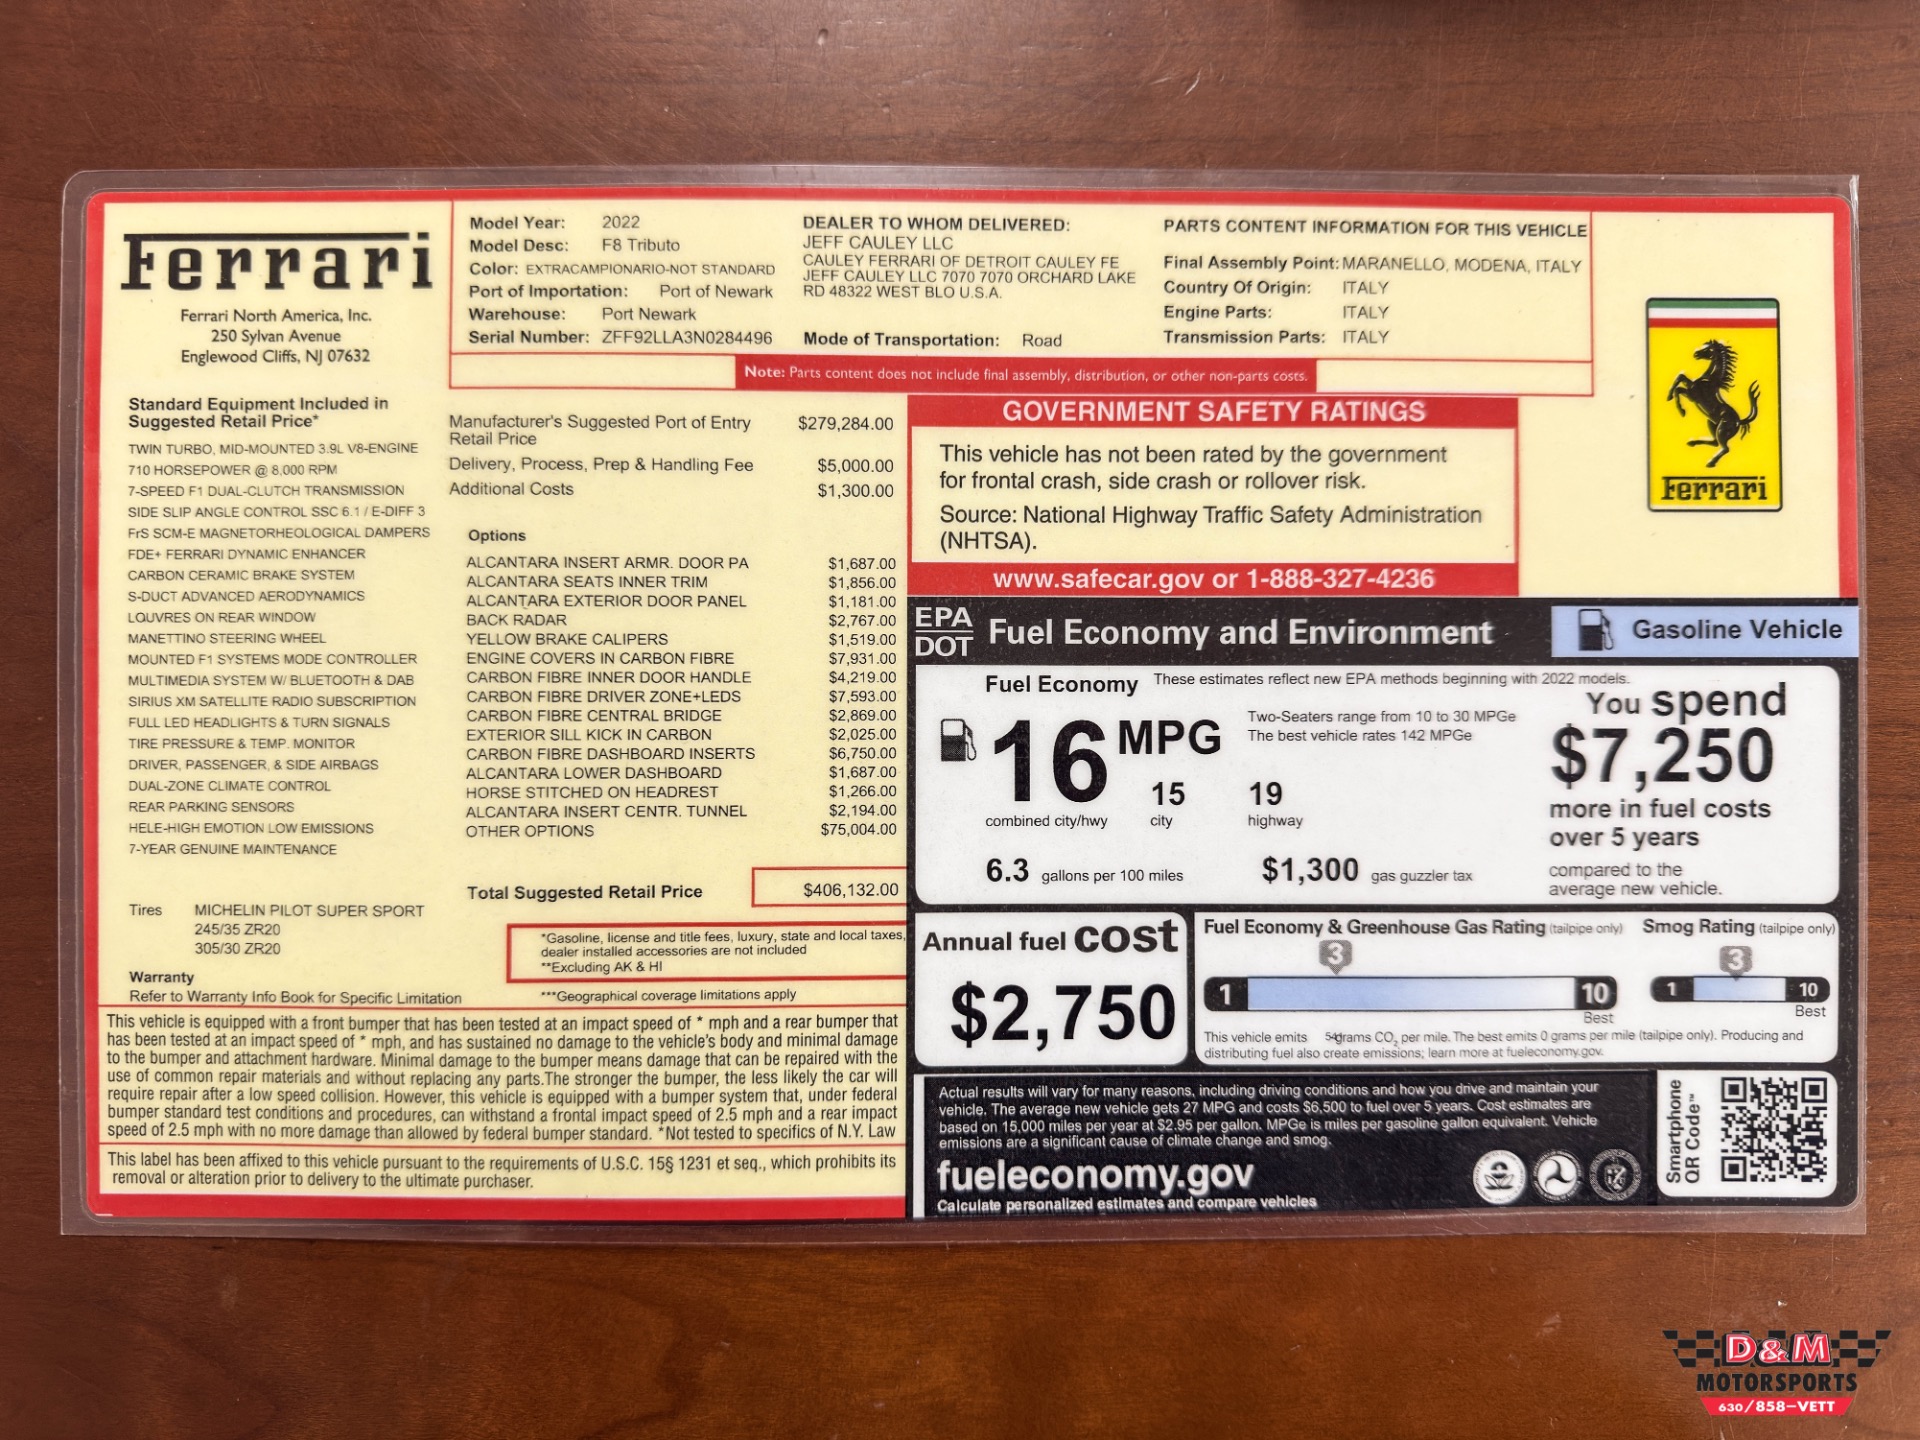 Ferrari
Ferrari North America, Inc.
250 Sylvan Avenue
Englewood Cliffs, NJ 07632
Model Year: 2022
Model Desc: F8 Tributo
Color: EXTRACAMPIONARIO-NOT STANDARD
Port of Importation: Port of Newark
Warehouse: Port Newark
Serial Number: ZFF92LLA3N0284496
DEALER TO WHOM DELIVERED:
JEFF CAULEY LLC
CAULEY FERRARI OF DETROIT CAULEY FE
JEFF CAULEY LLC 7070 7070 ORCHARD LAKE
RD 48322 WEST BLO U.S.A.
Mode of Transportation: Road
PARTS CONTENT INFORMATION FOR THIS VEHICLE
Final Assembly Point: MARANELLO, MODENA, ITALY
Country Of Origin: ITALY
Engine Parts: ITALY
Transmission Parts: ITALY
Note: Parts content does not include final assembly, distribution, or other non-parts costs.
Ferrari
Standard Equipment Included in
Suggested Retail Price*
TWIN TURBO, MID-MOUNTED 3.9L V8-ENGINE
710 HORSEPOWER @ 8,000 RPM
7-SPEED F1 DUAL-CLUTCH TRANSMISSION
SIDE SLIP ANGLE CONTROL SSC 6.1 / E-DIFF 3
FrS SCM-E MAGNETORHEOLOGICAL DAMPERS
FDE+ FERRARI DYNAMIC ENHANCER
CARBON CERAMIC BRAKE SYSTEM
S-DUCT ADVANCED AERODYNAMICS
LOUVRES ON REAR WINDOW
MANETTINO STEERING WHEEL
MOUNTED F1 SYSTEMS MODE CONTROLLER
MULTIMEDIA SYSTEM W/ BLUETOOTH & DAB
SIRIUS XM SATELLITE RADIO SUBSCRIPTION
FULL LED HEADLIGHTS & TURN SIGNALS
TIRE PRESSURE & TEMP. MONITOR
DRIVER, PASSENGER, & SIDE AIRBAGS
DUAL-ZONE CLIMATE CONTROL
REAR PARKING SENSORS
HELE-HIGH EMOTION LOW EMISSIONS
7-YEAR GENUINE MAINTENANCE
Tires MICHELIN PILOT SUPER SPORT
245/35 ZR20
305/30 ZR20
Warranty
Refer to Warranty Info Book for Specific Limitation
Manufacturer's Suggested Port of Entry
Retail Price $279,284.00
Delivery, Process, Prep & Handling Fee $5,000.00
Additional Costs $1,300.00
Options
ALCANTARA INSERT ARMR. DOOR PA $1,687.00
ALCANTARA SEATS INNER TRIM $1,856.00
ALCANTARA EXTERIOR DOOR PANEL $1,181.00
BACK RADAR $2,767.00
YELLOW BRAKE CALIPERS $1,519.00
ENGINE COVERS IN CARBON FIBRE $7,931.00
CARBON FIBRE INNER DOOR HANDLE $4,219.00
CARBON FIBRE DRIVER ZONE+LEDS $7,593.00
CARBON FIBRE CENTRAL BRIDGE $2,869.00
EXTERIOR SILL KICK IN CARBON $2,025.00
CARBON FIBRE DASHBOARD INSERTS $6,750.00
ALCANTARA LOWER DASHBOARD $1,687.00
HORSE STITCHED ON HEADREST $1,266.00
ALCANTARA INSERT CENTR. TUNNEL $2,194.00
OTHER OPTIONS $75,004.00
Total Suggested Retail Price $406,132.00
*Gasoline, license and title fees, luxury, state and local taxes,
dealer installed accessories are not included
**Excluding AK & HI
***Geographical coverage limitations apply
This vehicle is equipped with a front bumper that has been tested at an impact speed of * mph and a rear bumper that
has been tested at an impact speed of * mph, and has sustained no damage to the vehicle's body and minimal damage
to the bumper and attachment hardware. Minimal damage to the bumper means damage that can be repaired with the
use of common repair materials and without replacing any parts.The stronger the bumper, the less likely the car will
require repair after a low speed collision. However, this vehicle is equipped with a bumper system that, under federal
bumper standard test conditions and procedures, can withstand a frontal impact speed of 2.5 mph and a rear impact
speed of 2.5 mph with no more damage than allowed by federal bumper standard. *Not tested to specifics of N.Y. Law
This label has been affixed to this vehicle pursuant to the requirements of U.S.C. 15§ 1231 et seq., which prohibits its
removal or alteration prior to delivery to the ultimate purchaser.
GOVERNMENT SAFETY RATINGS
This vehicle has not been rated by the government
for frontal crash, side crash or rollover risk.
Source: National Highway Traffic Safety Administration
(NHTSA).
www.safecar.gov or 1-888-327-4236
EPA
DOT
Fuel Economy and Environment
Gasoline Vehicle
Fuel Economy These estimates reflect new EPA methods beginning with 2022 models.
16 MPG
combined city/hwy
15
city
19
highway
Two-Seaters range from 10 to 30 MPGe
The best vehicle rates 142 MPGe
6.3 gallons per 100 miles
$1,300 gas guzzler tax
You spend
$7,250
more in fuel costs
over 5 years
compared to the
average new vehicle.
Annual fuel cost
$2,750
Fuel Economy & Greenhouse Gas Rating (tailpipe only)
3
1 10
Best
Smog Rating (tailpipe only)
3
1 10
Best
This vehicle emits grams CO2 per mile. The best emits 0 grams per mile (tailpipe only). Producing and
distributing fuel also create emissions; learn more at fueleconomy.gov.
Actual results will vary for many reasons, including driving conditions and how you drive and maintain your
vehicle. The average new vehicle gets 27 MPG and costs $6,500 to fuel over 5 years. Cost estimates are
based on 15,000 miles per year at $2.95 per gallon. MPGe is miles per gasoline gallon equivalent. Vehicle
emissions are a significant cause of climate change and smog.
fueleconomy.gov
Calculate personalized estimates and compare vehicles
Smartphone
QR Code™
D&M
MOTORSPORTS
630/858-VETT